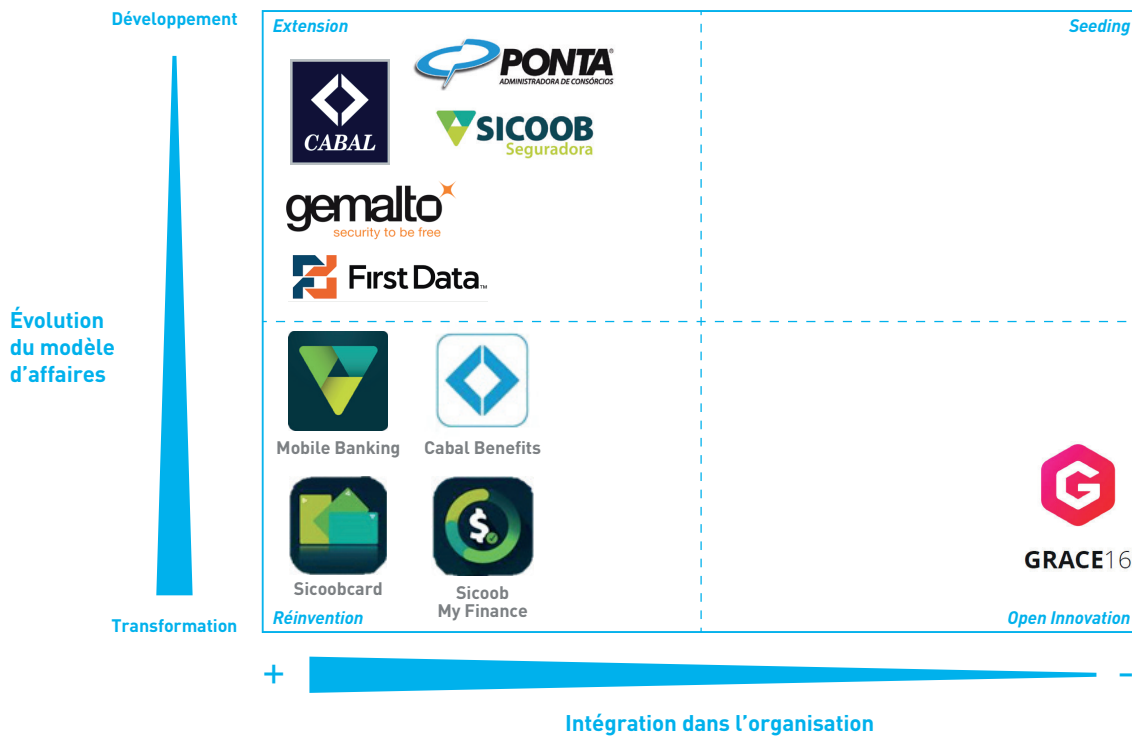 Développement
Extension
Seeding
PONTA®
ADMINISTRADORA DE CONSÓRCIOS
CABAL
SICOOB
Seguradora
gemalto
security to be free
First Data™
Évolution
du modèle
d'affaires
Mobile Banking
Cabal Benefits
G
$
GRACE16
Sicoobcard
Sicoob
My Finance
Transformation
Réinvention
Open Innovation
+
–
Intégration dans l'organisation